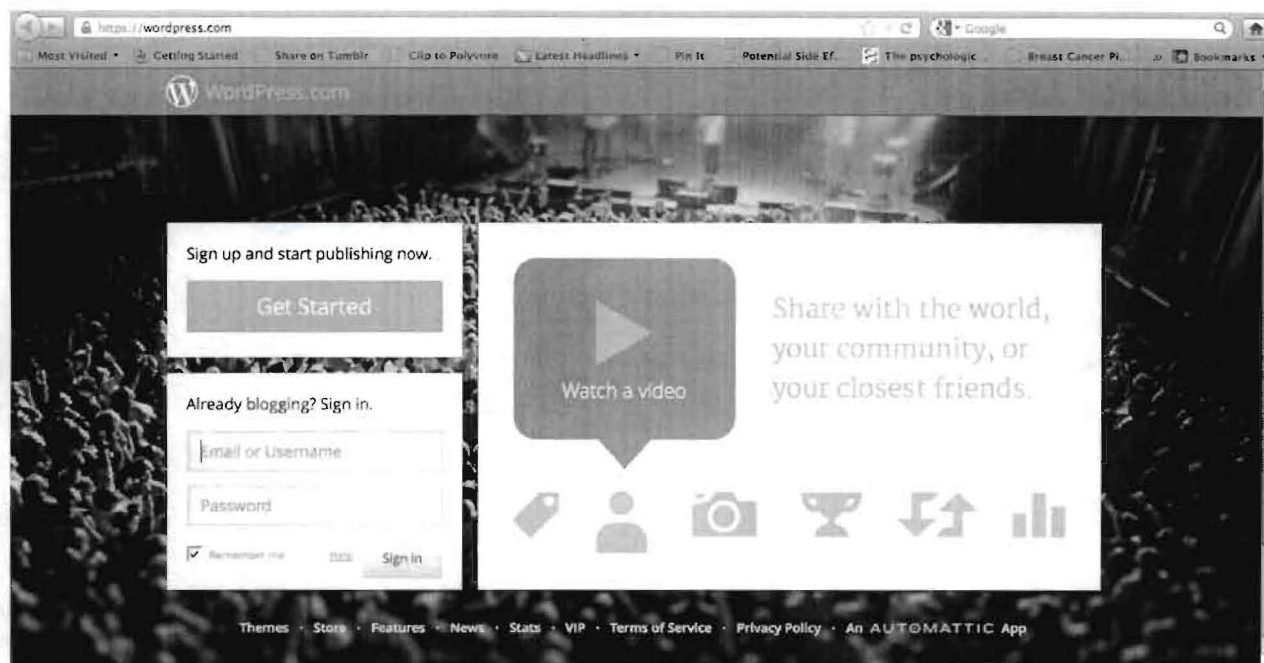 https://wordpress.com
Google
Most Visited
Getting Started
Share on Tumblr
Clip to Polyvore
Latest Headlines
Pin It
Potential Side Ef...
The psychologic...
Breast Cancer Pi...
»
Bookmarks
WordPress.com
Sign up and start publishing now.
Get Started
Already blogging? Sign in.
Email or Username
Password
Remember me
Sign in
Watch a video
Share with the world,
your community, or
your closest friends.
Themes · Store · Features · News · Stats · VIP · Terms of Service · Privacy Policy · An AUTOMATTIC App